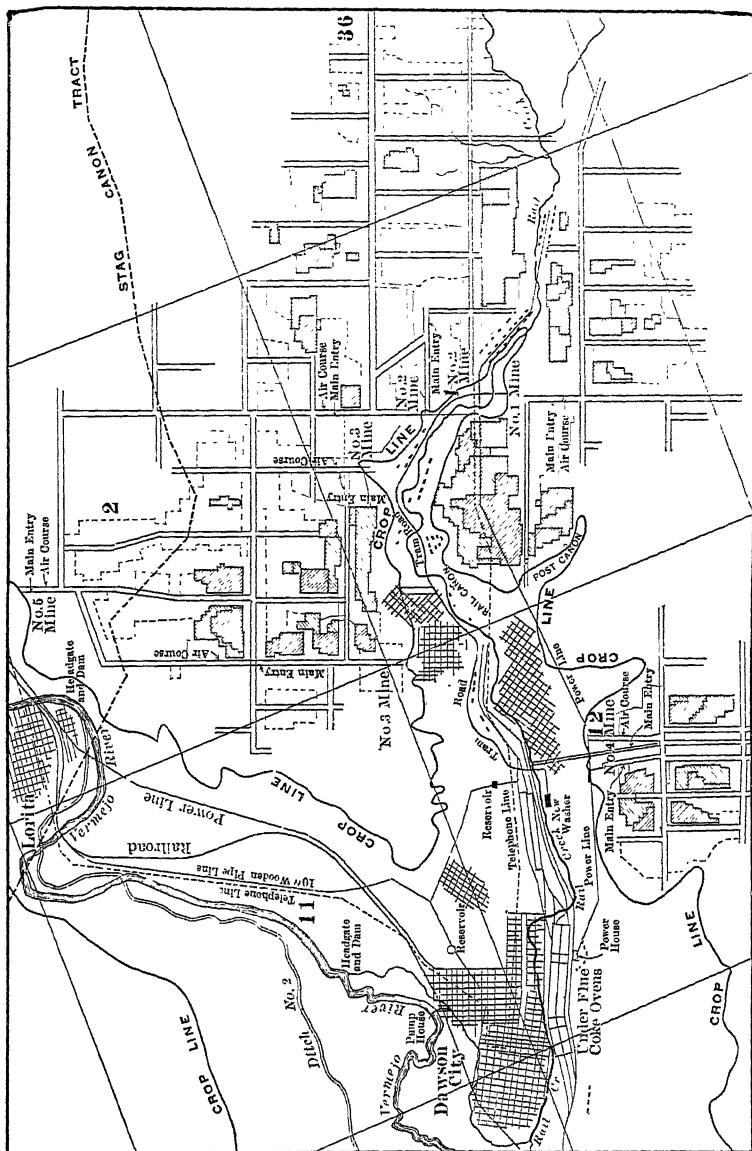 36
STAG CANON TRACT
2
Main Entry
Air Course
No.5
Mine
Air Course
Main Entry
Air Course
Main Entry
No.3
Mine
Air Course
Main Entry
No.2
Mine
Main Entry
No.2
Mine
No.1 Mine
Rail
CROP LINE
Main Entry
Air Course
Tram Road
RAIL CANON
POST CANON
CROP LINE
Power Line
No.3 Mine
Road
Tram
12
No.4 Mine
Air Course
Main Entry
Main Entry
Lorita
Headgate
and Dam
Vermejo River
Power Line
CROP LINE
Railroad
10" Wooden Pipe Line
Telephone Line
11
Reservoir
Telephone Line
New
Washer
Creek
Rail
Power Line
Reservoir
Headgate
and Dam
Ditch No. 2
CROP LINE
Vermejo River
Pump
House
Dawson
City
Power
House
Under Flue
Coke Ovens
Rail Cr
CROP LINE